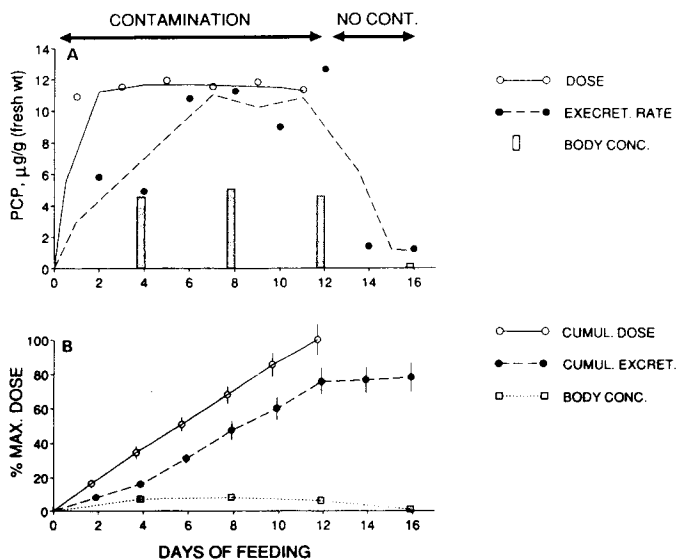 CONTAMINATION NO CONT.
A
14
12
10
8
6
4
2
0
PCP, µg/g (fresh wt)
0 2 4 6 8 10 12 14 16
DOSE
EXECRET. RATE
BODY CONC.
B
100
80
60
40
20
0
% MAX. DOSE
0 2 4 6 8 10 12 14 16
DAYS OF FEEDING
CUMUL. DOSE
CUMUL. EXCRET.
BODY CONC.